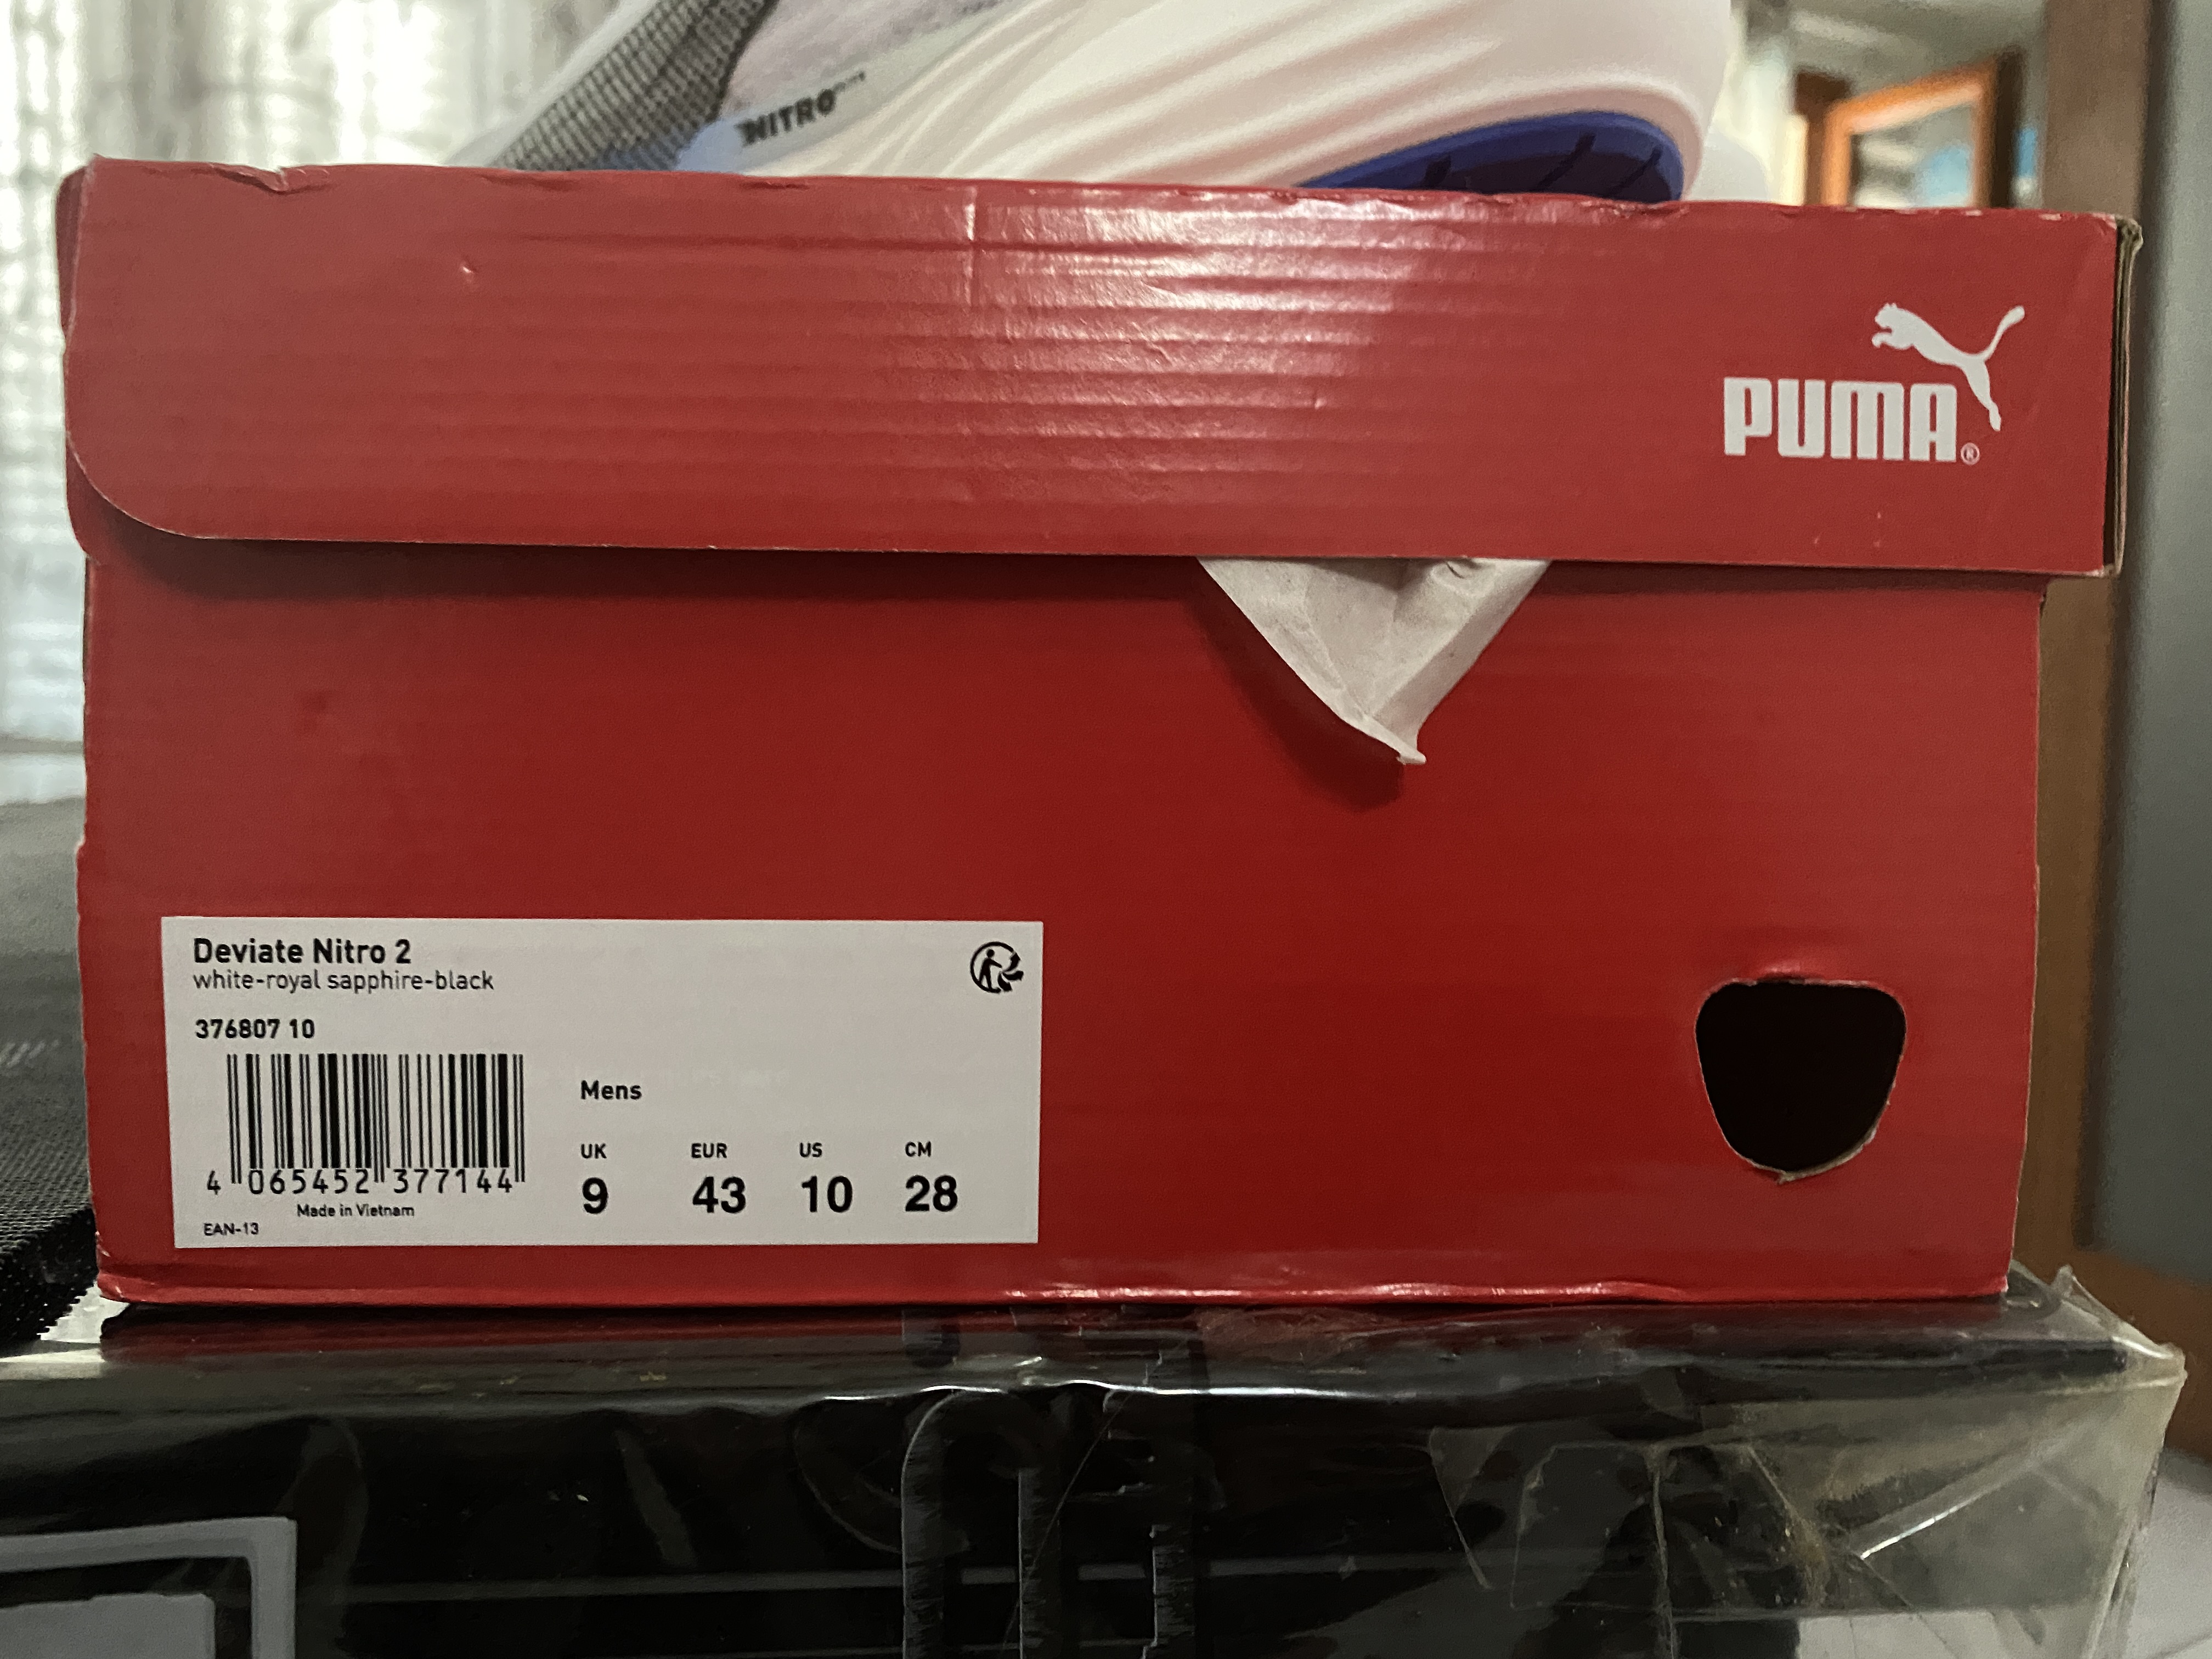 NITRO
PUMA®
Deviate Nitro 2
white-royal sapphire-black
376807 10
Mens
UK EUR US CM
9 43 10 28
4 065452 377144
Made in Vietnam
EAN-13